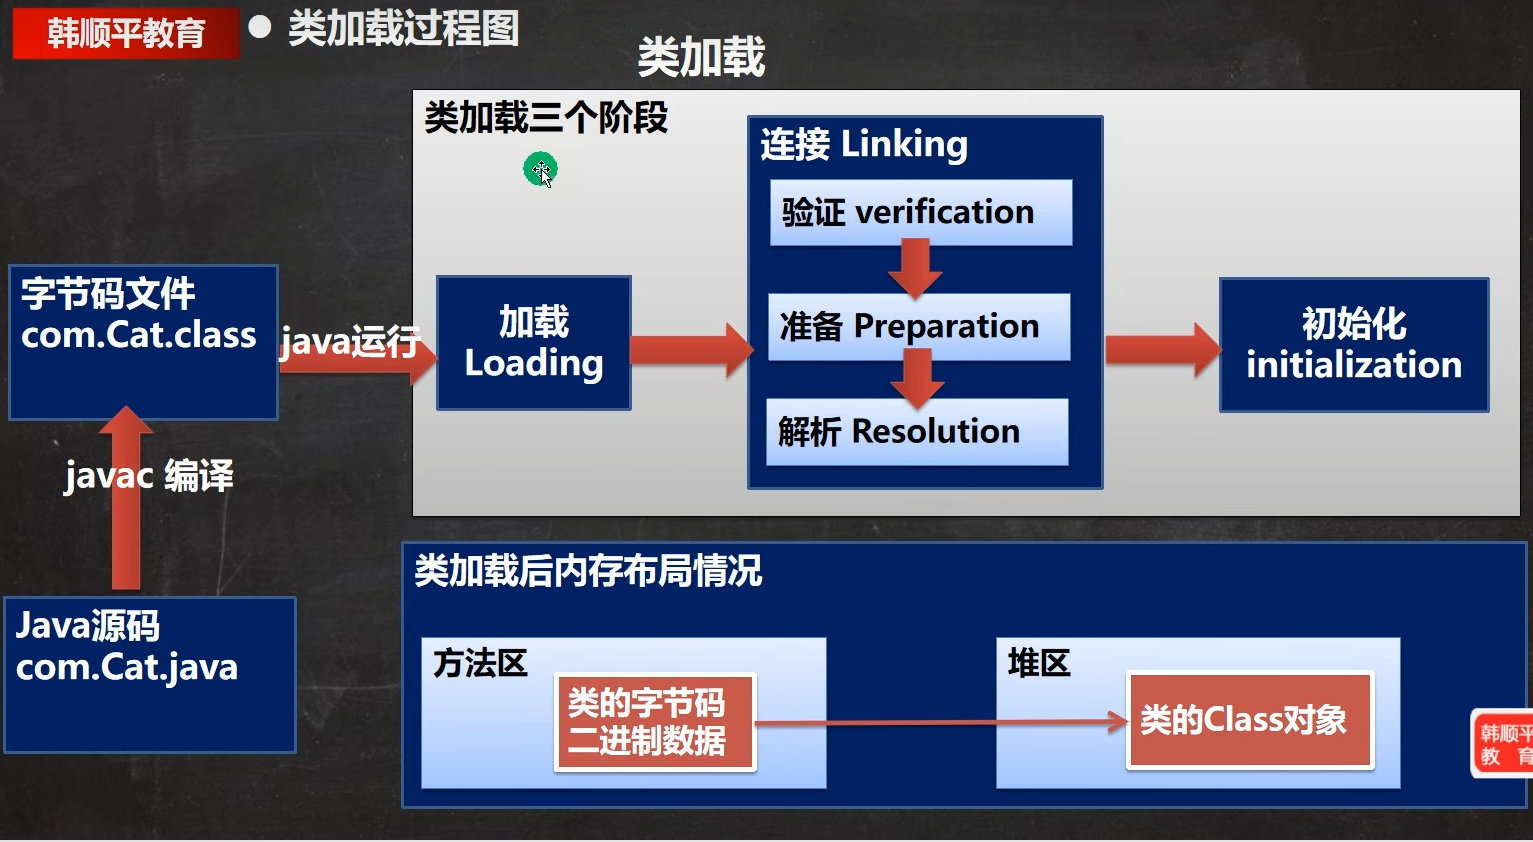 韩顺平教育
● 类加载过程图
类加载
类加载三个阶段
连接 Linking
验证 verification
准备 Preparation
解析 Resolution
字节码文件
com.Cat.class
java运行
加载
Loading
初始化
initialization
javac 编译
Java源码
com.Cat.java
类加载后内存布局情况
方法区
类的字节码
二进制数据
堆区
类的Class对象
韩顺平
教 育